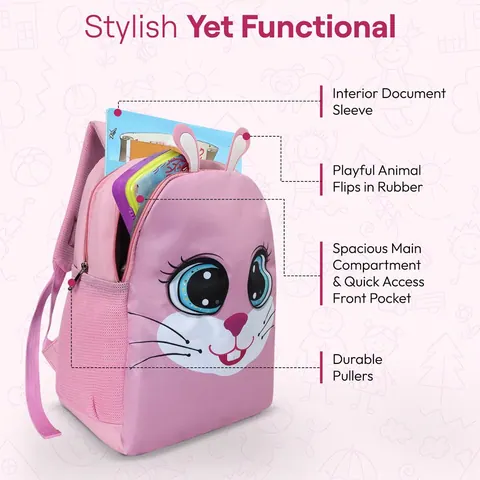 Stylish Yet Functional
Interior Document
Sleeve
Playful Animal
Flips in Rubber
Spacious Main
Compartment
& Quick Access
Front Pocket
Durable
Pullers